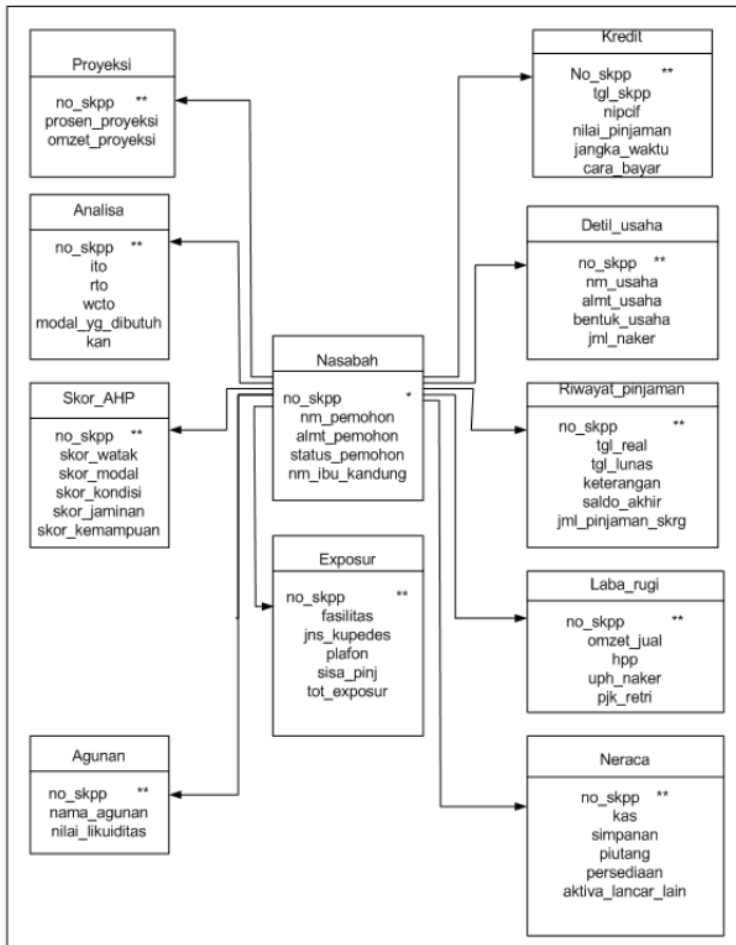 Proyeksi
no_skpp **
prosen_proyeksi
omzet_proyeksi
Analisa
no_skpp **
ito
rto
wcto
modal_yg_dibutuh
kan
Skor_AHP
no_skpp **
skor_watak
skor_modal
skor_kondisi
skor_jaminan
skor_kemampuan
Agunan
no_skpp **
nama_agunan
nilai_likuiditas
Nasabah
no_skpp *
nm_pemohon
almt_pemohon
status_pemohon
nm_ibu_kandung
Exposur
no_skpp **
fasilitas
jns_kupedes
plafon
sisa_pinj
tot_exposur
Kredit
No_skpp **
tgl_skpp
nipcif
nilai_pinjaman
jangka_waktu
cara_bayar
Detil_usaha
no_skpp **
nm_usaha
almt_usaha
bentuk_usaha
jml_naker
Riwayat_pinjaman
no_skpp **
tgl_real
tgl_lunas
keterangan
saldo_akhir
jml_pinjaman_skrg
Laba_rugi
no_skpp **
omzet_jual
hpp
uph_naker
pjk_retri
Neraca
no_skpp **
kas
simpanan
piutang
persediaan
aktiva_lancar_lain